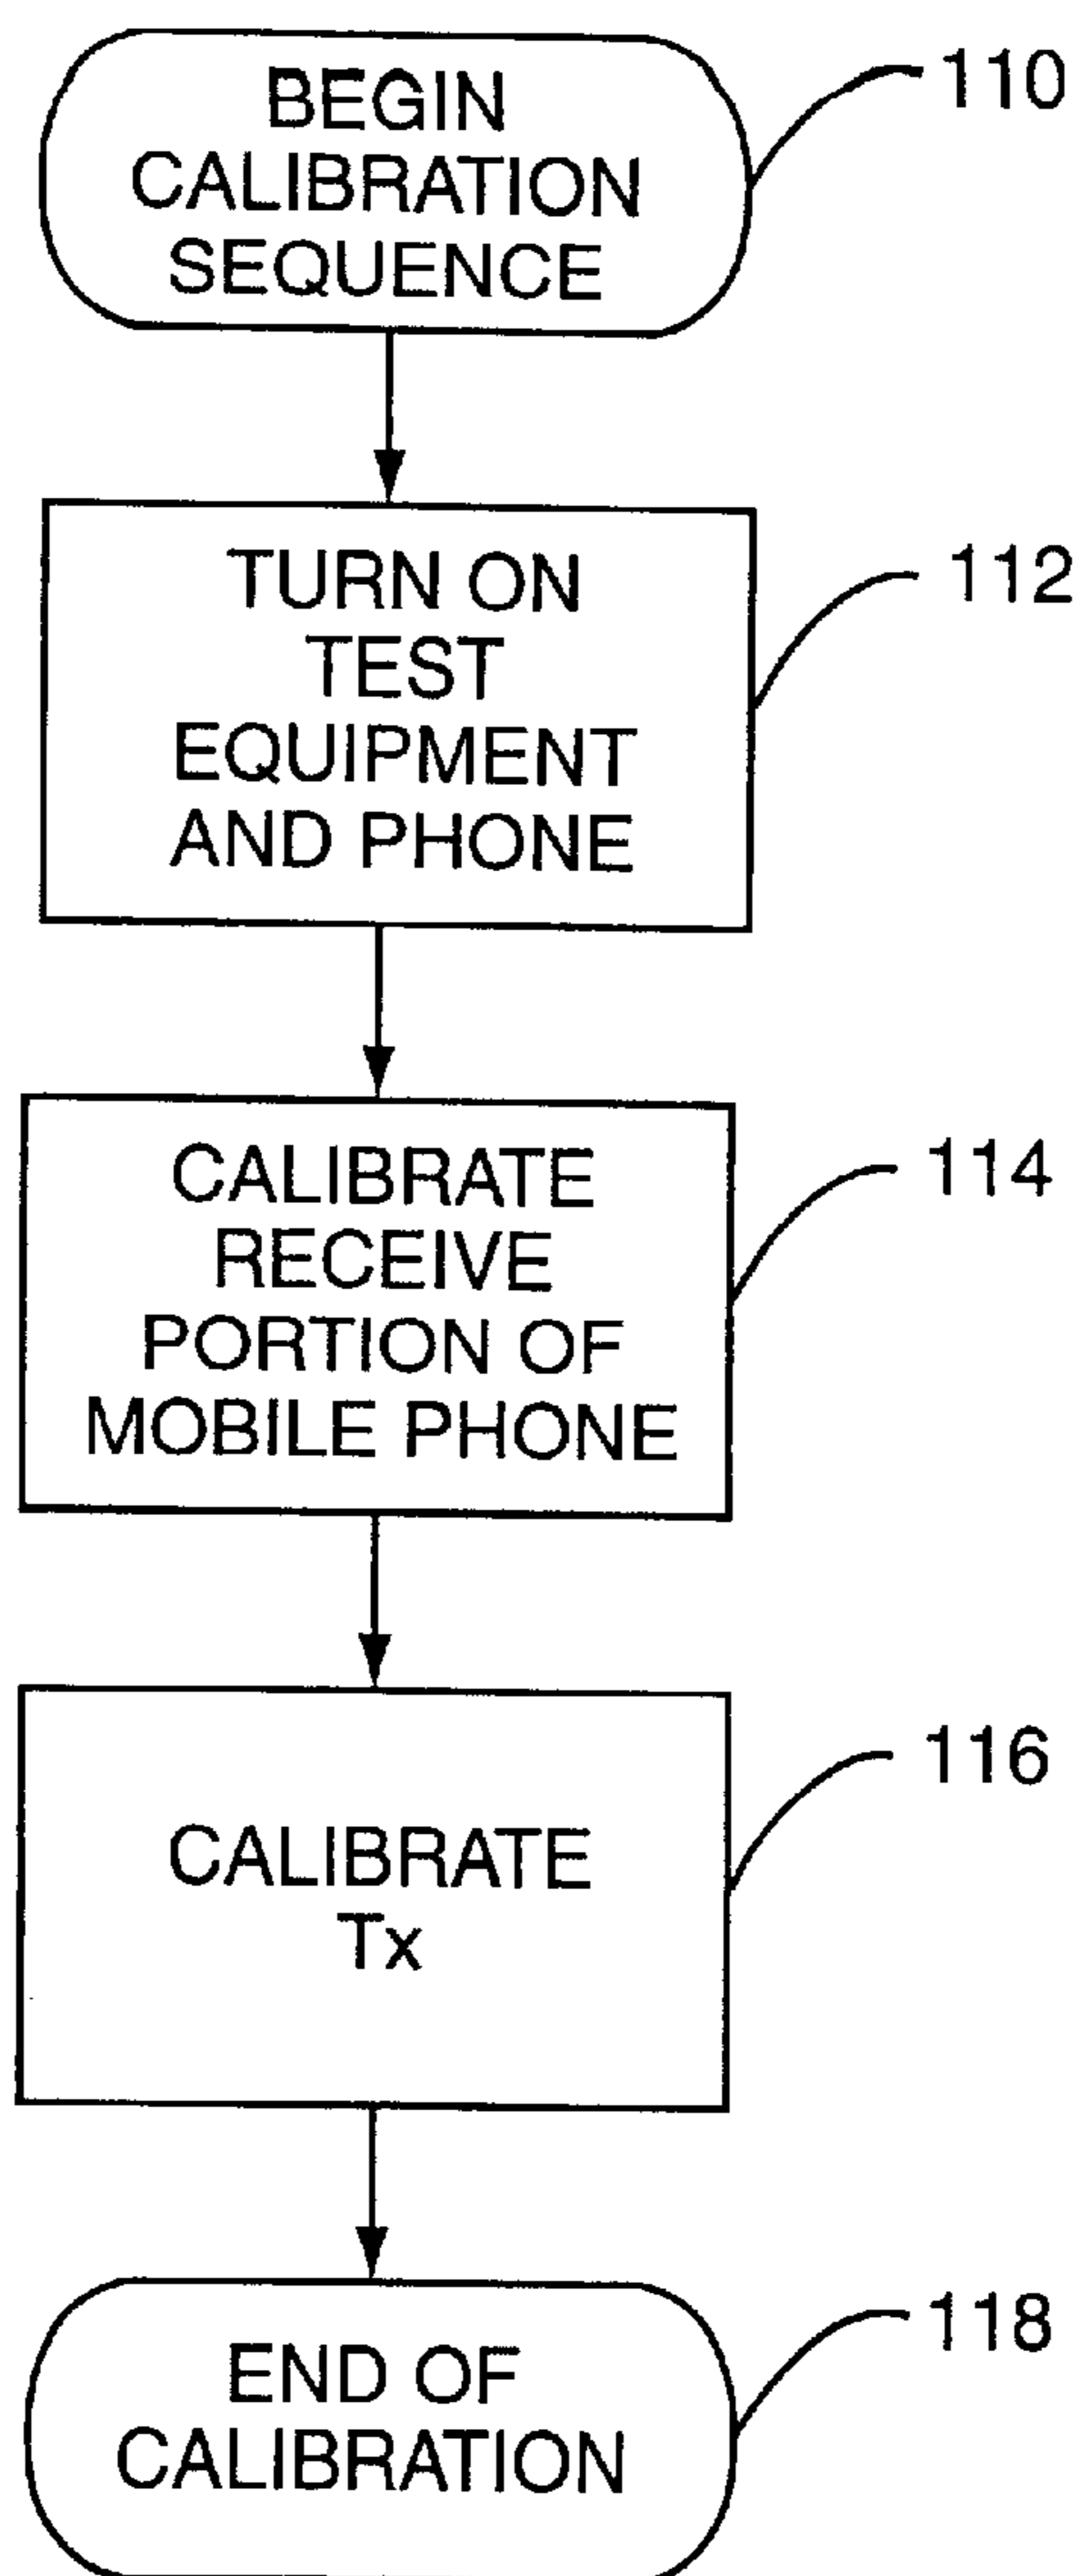 BEGIN
CALIBRATION
SEQUENCE
110
TURN ON
TEST
EQUIPMENT
AND PHONE
112
CALIBRATE
RECEIVE
PORTION OF
MOBILE PHONE
114
CALIBRATE
Tx
116
END OF
CALIBRATION
118